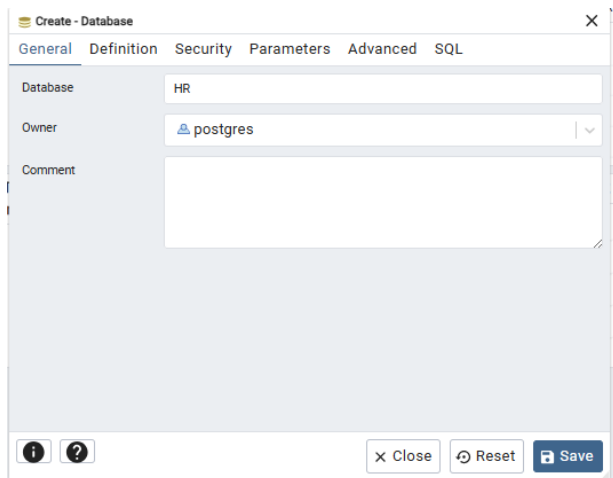 Create - Database
General Definition Security Parameters Advanced SQL
Database HR
Owner postgres
Comment
Close Reset Save